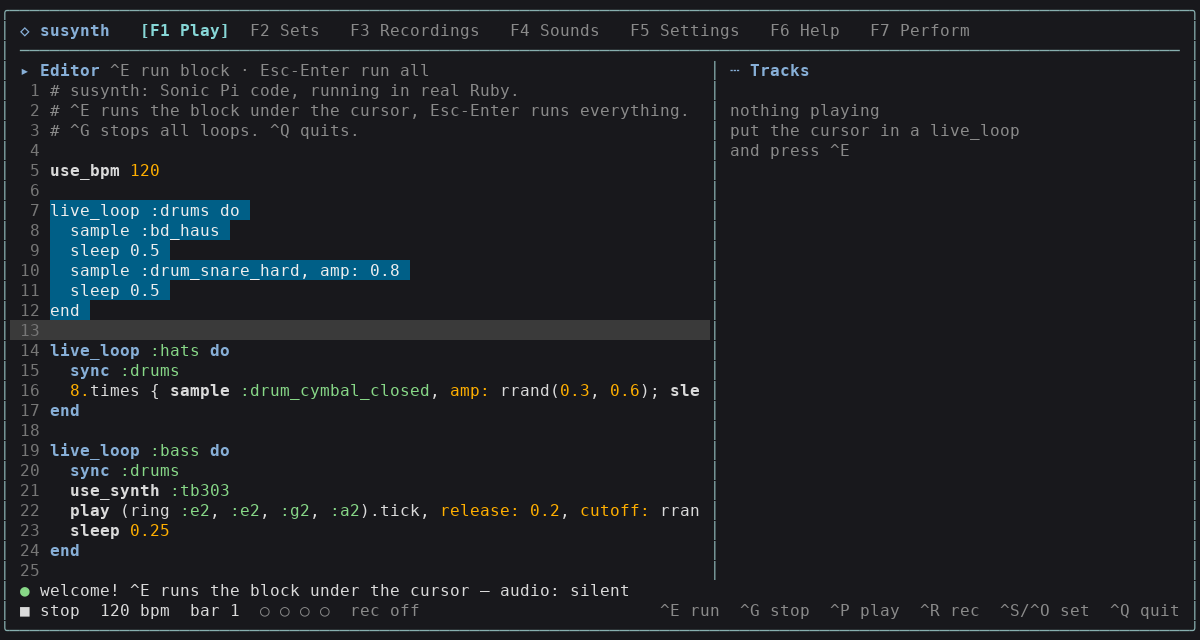 ◇ susynth [F1 Play] F2 Sets F3 Recordings F4 Sounds F5 Settings F6 Help F7 Perform
▸ Editor ^E run block · Esc-Enter run all
1 # susynth: Sonic Pi code, running in real Ruby.
2 # ^E runs the block under the cursor, Esc-Enter runs everything.
3 # ^G stops all loops. ^Q quits.
4
5 use_bpm 120
6
7 live_loop :drums do
8   sample :bd_haus
9   sleep 0.5
10   sample :drum_snare_hard, amp: 0.8
11   sleep 0.5
12 end
13
14 live_loop :hats do
15   sync :drums
16   8.times { sample :drum_cymbal_closed, amp: rrand(0.3, 0.6); sle
17 end
18
19 live_loop :bass do
20   sync :drums
21   use_synth :tb303
22   play (ring :e2, :e2, :g2, :a2).tick, release: 0.2, cutoff: rran
23   sleep 0.25
24 end
25
┄ Tracks
nothing playing
put the cursor in a live_loop
and press ^E
● welcome! ^E runs the block under the cursor — audio: silent
■ stop 120 bpm bar 1 ○ ○ ○ ○ rec off ^E run ^G stop ^P play ^R rec ^S/^O set ^Q quit